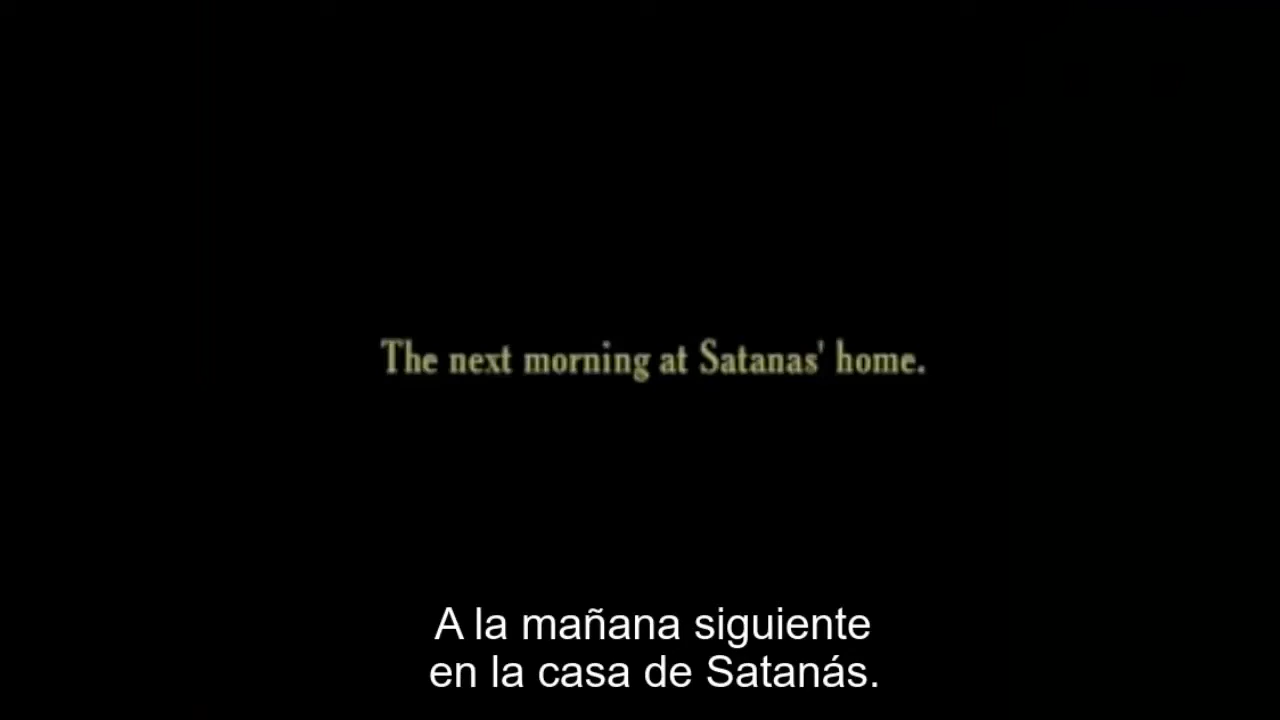 The next morning at Satanas' home.
A la mañana siguiente
en la casa de Satanás.